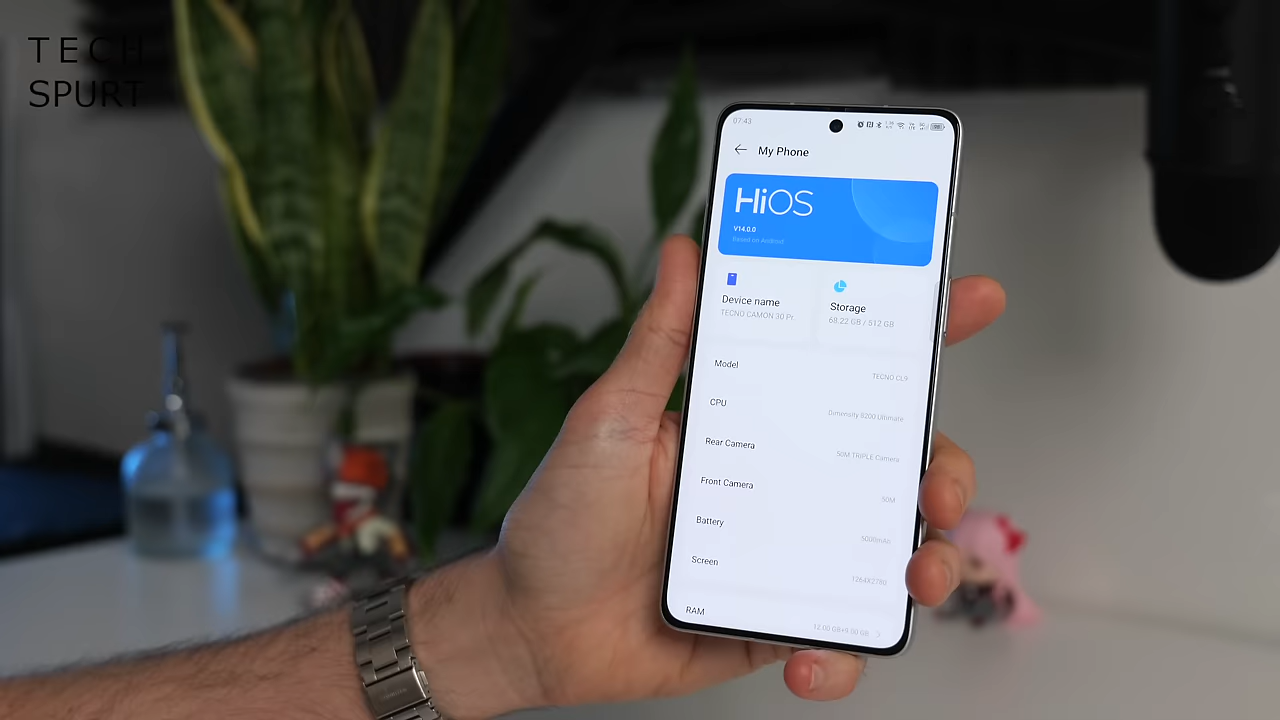 TECH
SPURT
07:43
My Phone
HiOS
V14.0.0
Based on Android
Device name
TECNO CAMON 30 Pr.
Storage
68.22 GB / 512 GB
Model
TECNO CL9
CPU
Dimensity 8200 Ultimate
Rear Camera
50M TRIPLE Camera
Front Camera
50M
Battery
5000mAh
Screen
1264X2780
RAM
12.00 GB+9.00 GB